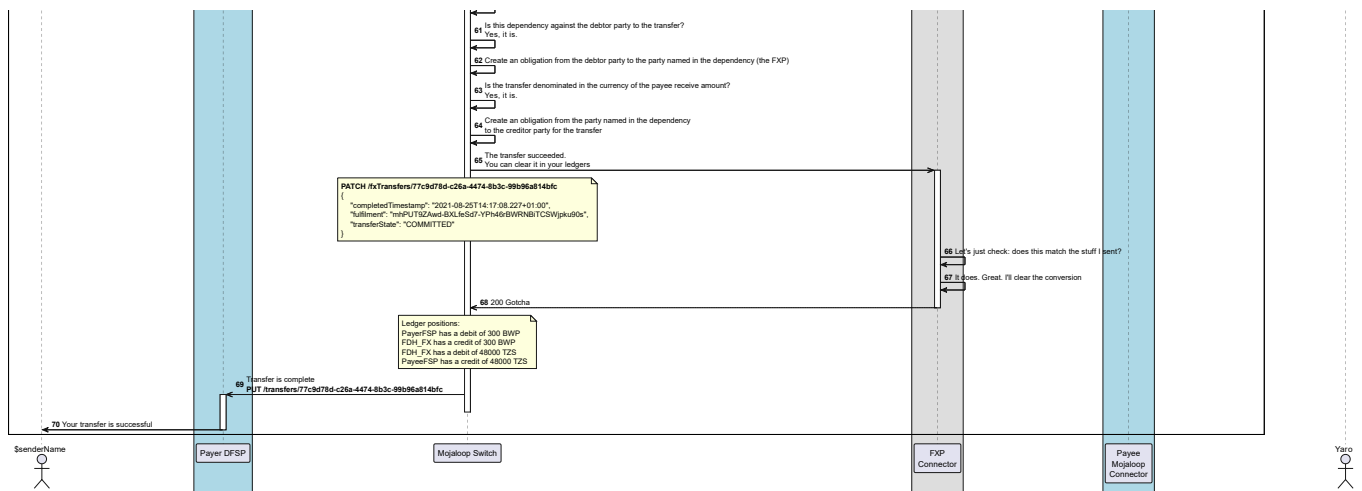 61 Is this dependency against the debtor party to the transfer?
Yes, it is.
62 Create an obligation from the debtor party to the party named in the dependency (the FXP)
63 Is the transfer denominated in the currency of the payee receive amount?
Yes, it is.
64 Create an obligation from the party named in the dependency
to the creditor party for the transfer
65 The transfer succeeded.
You can clear it in your ledgers
PATCH /fxTransfers/77c9d78d-c26a-4474-8b3c-99b96a814bfc
{
"completedTimestamp": "2021-08-25T14:17:08.227+01:00",
"fulfilment": "mhPUT9ZAwd-BXLfeSd7-YPh46rBWRNBiTCSWjpku90s",
"transferState": "COMMITTED"
}
66 Let's just check: does this match the stuff I sent?
67 It does. Great. I'll clear the conversion
68 200 Gotcha
Ledger positions:
PayerFSP has a debit of 300 BWP
FDH_FX has a credit of 300 BWP
FDH_FX has a debit of 48000 TZS
PayeeFSP has a credit of 48000 TZS
69 Transfer is complete
PUT /transfers/77c9d78d-c26a-4474-8b3c-99b96a814bfc
70 Your transfer is successful
$senderName
Payer DFSP
Mojaloop Switch
FXP
Connector
Payee
Mojaloop
Connector
Yaro